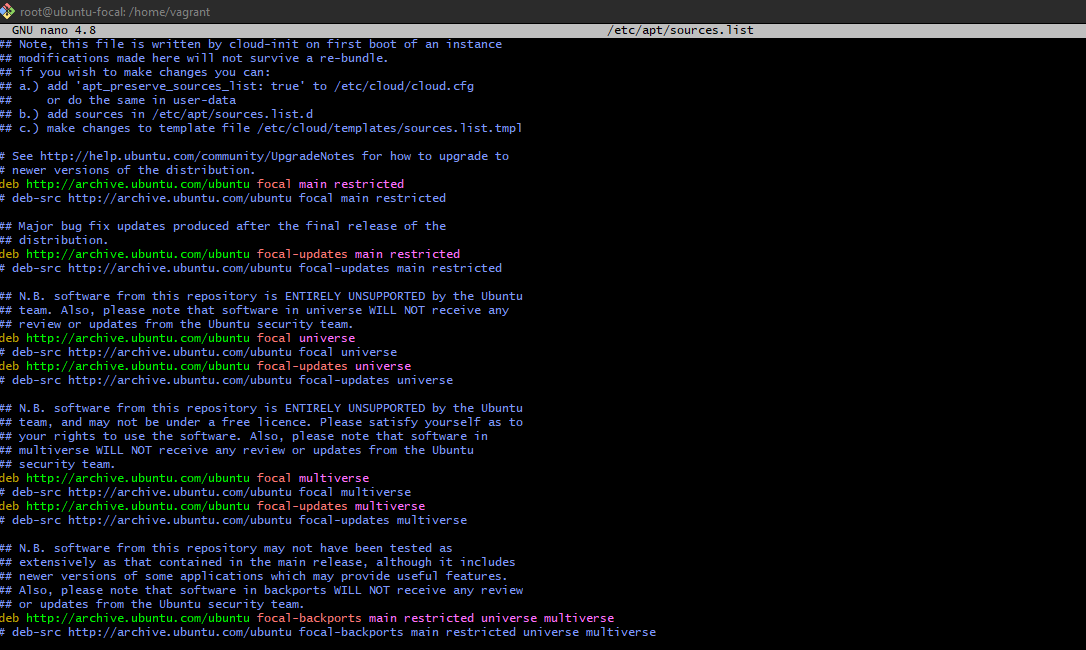 root@ubuntu-focal: /home/vagrant
GNU nano 4.8 /etc/apt/sources.list
## Note, this file is written by cloud-init on first boot of an instance
## modifications made here will not survive a re-bundle.
## if you wish to make changes you can:
## a.) add 'apt_preserve_sources_list: true' to /etc/cloud/cloud.cfg
##     or do the same in user-data
## b.) add sources in /etc/apt/sources.list.d
## c.) make changes to template file /etc/cloud/templates/sources.list.tmpl

# See http://help.ubuntu.com/community/UpgradeNotes for how to upgrade to
# newer versions of the distribution.
deb http://archive.ubuntu.com/ubuntu focal main restricted
# deb-src http://archive.ubuntu.com/ubuntu focal main restricted

## Major bug fix updates produced after the final release of the
## distribution.
deb http://archive.ubuntu.com/ubuntu focal-updates main restricted
# deb-src http://archive.ubuntu.com/ubuntu focal-updates main restricted

## N.B. software from this repository is ENTIRELY UNSUPPORTED by the Ubuntu
## team. Also, please note that software in universe WILL NOT receive any
## review or updates from the Ubuntu security team.
deb http://archive.ubuntu.com/ubuntu focal universe
# deb-src http://archive.ubuntu.com/ubuntu focal universe
deb http://archive.ubuntu.com/ubuntu focal-updates universe
# deb-src http://archive.ubuntu.com/ubuntu focal-updates universe

## N.B. software from this repository is ENTIRELY UNSUPPORTED by the Ubuntu
## team, and may not be under a free licence. Please satisfy yourself as to
## your rights to use the software. Also, please note that software in
## multiverse WILL NOT receive any review or updates from the Ubuntu
## security team.
deb http://archive.ubuntu.com/ubuntu focal multiverse
# deb-src http://archive.ubuntu.com/ubuntu focal multiverse
deb http://archive.ubuntu.com/ubuntu focal-updates multiverse
# deb-src http://archive.ubuntu.com/ubuntu focal-updates multiverse

## N.B. software from this repository may not have been tested as
## extensively as that contained in the main release, although it includes
## newer versions of some applications which may provide useful features.
## Also, please note that software in backports WILL NOT receive any review
## or updates from the Ubuntu security team.
deb http://archive.ubuntu.com/ubuntu focal-backports main restricted universe multiverse
# deb-src http://archive.ubuntu.com/ubuntu focal-backports main restricted universe multiverse